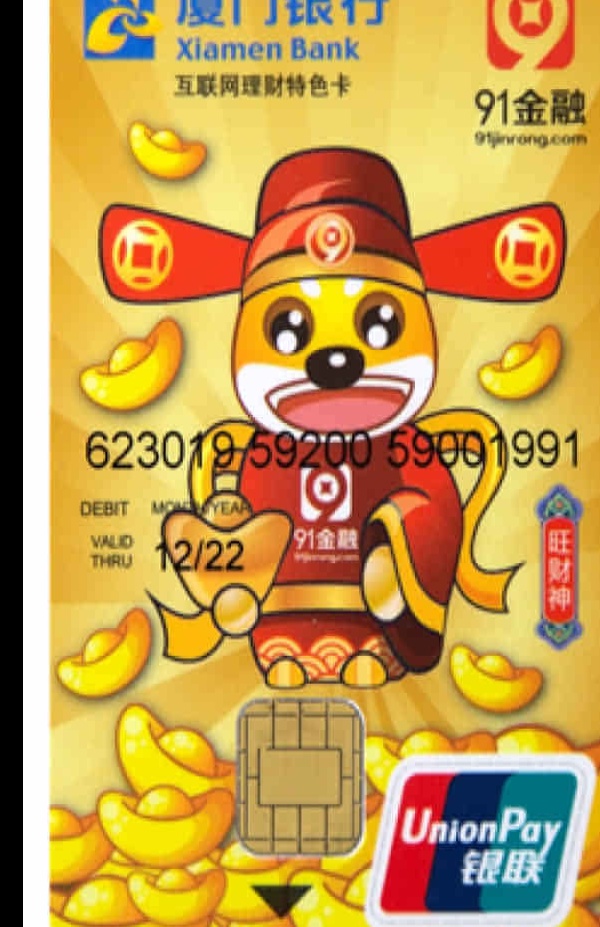 厦门银行
Xiamen Bank
互联网理财特色卡
91金融
91jinrong.com
623019 59200 59001991
DEBIT MONTH/YEAR
VALID
THRU 12/22
91金融
91jinrong.com
旺财神
UnionPay
银联